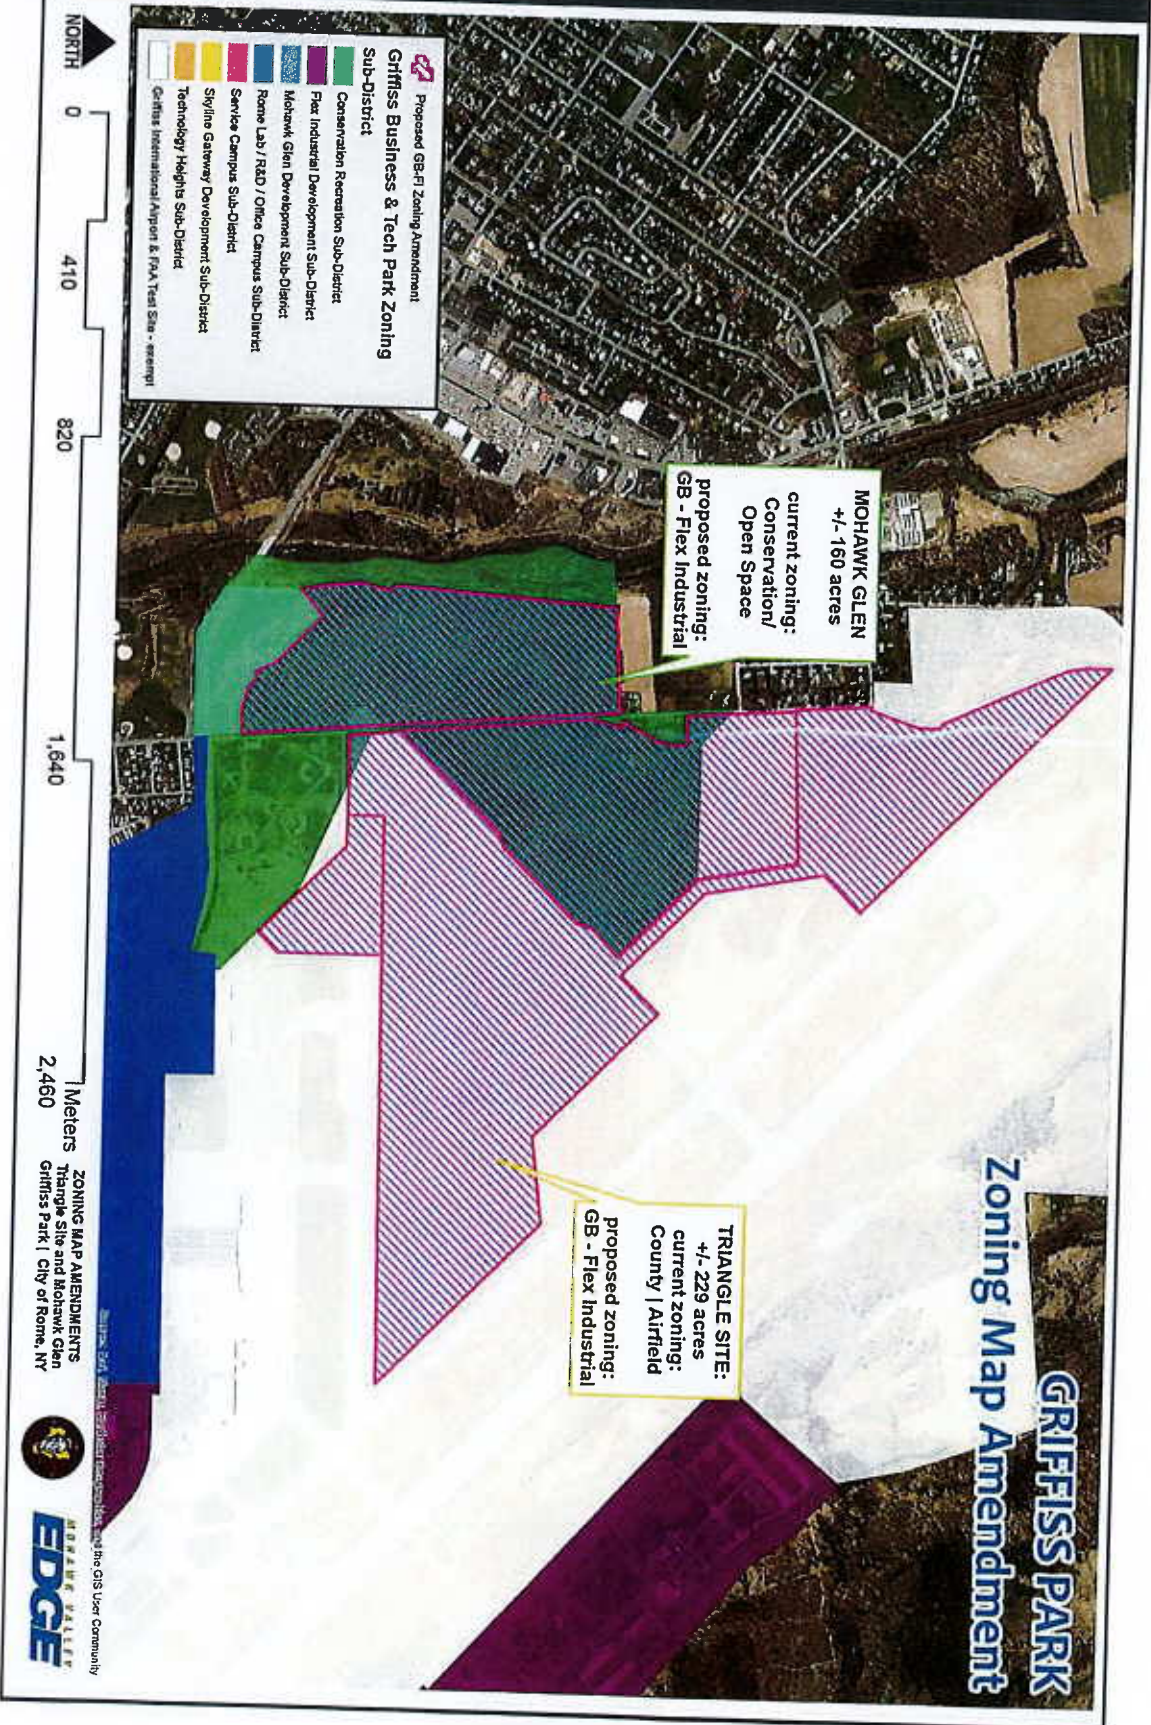 GRIFFISS PARK
Zoning Map Amendment
MOHAWK GLEN
+/- 160 acres
current zoning:
Conservation/
Open Space
proposed zoning:
GB - Flex Industrial
TRIANGLE SITE:
+/- 229 acres
current zoning:
County | Airfield
proposed zoning:
GB - Flex Industrial
Proposed GB-FI Zoning Amendment
Griffiss Business & Tech Park Zoning
Sub-District
Conservation Recreation Sub-District
Flex Industrial Development Sub-District
Mohawk Glen Development Sub-District
Rome Lab / R&D / Office Campus Sub-District
Service Campus Sub-District
Skyline Gateway Development Sub-District
Technology Heights Sub-District
Griffiss International Airport & FAA Test Site - exempt
NORTH
0 410 820 1,640 2,460
Meters
ZONING MAP AMENDMENTS
Triangle Site and Mohawk Glen
Griffiss Park | City of Rome, NY
and the GIS User Community
MOHAWK VALLEY
EDGE